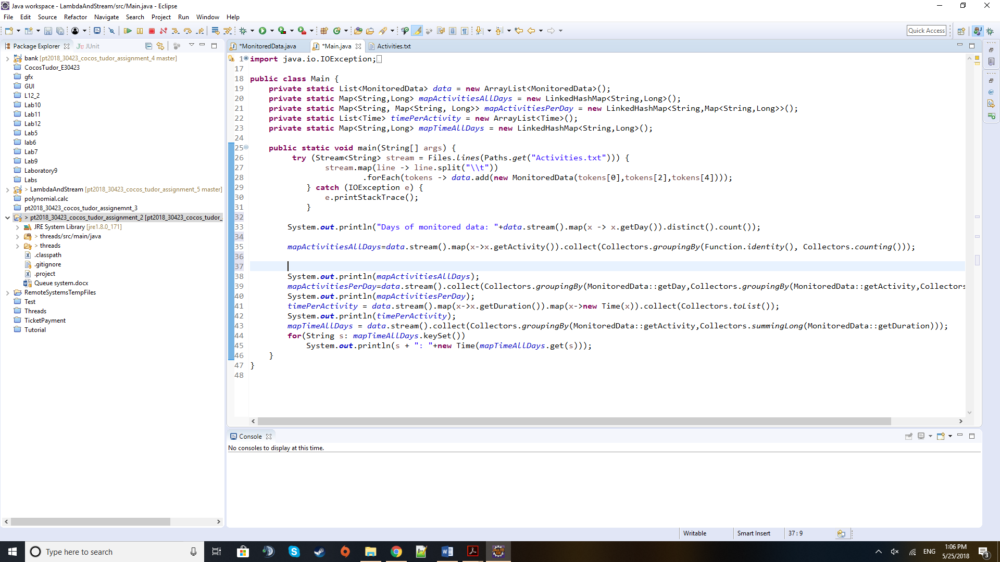 Java workspace - LambdaAndStream/src/Main.java - Eclipse
File Edit Source Refactor Navigate Search Project Run Window Help
Quick Access
Package Explorer JUnit
bank [pt2018_30423_cocos_tudor_assignment_4 master]
CocosTudor_E30423
gfx
GUI
L12_2
Lab10
Lab11
Lab12
Lab5
lab6
Lab7
Lab9
Laboratory9
Labs
> LambdaAndStream [pt2018_30423_cocos_tudor_assignment_5 master]
polynomial.calc
pt2018_30423_cocos_tudor_assignemnt_3
> pt2018_30423_cocos_tudor_assignment_2 [pt2018_30423_cocos_tudor_
JRE System Library [jre1.8.0_171]
> threads/src/main/java
> threads
.classpath
.gitignore
.project
Queue system.docx
RemoteSystemsTempFiles
Test
Threads
TicketPayment
Tutorial
*MonitoredData.java *Main.java Activities.txt
1 import java.io.IOException;
17
18 public class Main {
19 private static List<MonitoredData> data = new ArrayList<MonitoredData>();
20 private static Map<String,Long> mapActivitiesAllDays = new LinkedHashMap<String,Long>();
21 private static Map<String, Map<String, Long>> mapActivitiesPerDay = new LinkedHashMap<String,Map<String,Long>>();
22 private static List<Time> timePerActivity = new ArrayList<Time>();
23 private static Map<String,Long> mapTimeAllDays = new LinkedHashMap<String,Long>();
24
25 public static void main(String[] args) {
26 try (Stream<String> stream = Files.lines(Paths.get("Activities.txt"))) {
27 stream.map(line -> line.split("\\t"))
28 .forEach(tokens -> data.add(new MonitoredData(tokens[0],tokens[2],tokens[4])));
29 } catch (IOException e) {
30 e.printStackTrace();
31 }
32
33 System.out.println("Days of monitored data: "+data.stream().map(x -> x.getDay()).distinct().count());
34
35 mapActivitiesAllDays=data.stream().map(x->x.getActivity()).collect(Collectors.groupingBy(Function.identity(), Collectors.counting()));
36
37
38 System.out.println(mapActivitiesAllDays);
39 mapActivitiesPerDay=data.stream().collect(Collectors.groupingBy(MonitoredData::getDay,Collectors.groupingBy(MonitoredData::getActivity,Collectors
40 System.out.println(mapActivitiesPerDay);
41 timePerActivity = data.stream().map(x->x.getDuration()).map(x->new Time(x)).collect(Collectors.toList());
42 System.out.println(timePerActivity);
43 mapTimeAllDays = data.stream().collect(Collectors.groupingBy(MonitoredData::getActivity,Collectors.summingLong(MonitoredData::getDuration)));
44 for(String s: mapTimeAllDays.keySet())
45 System.out.println(s + ": "+new Time(mapTimeAllDays.get(s)));
46 }
47 }
48
Console
No consoles to display at this time.
Writable Smart Insert 37 : 9
Type here to search
ENG
1:06 PM
5/25/2018
3